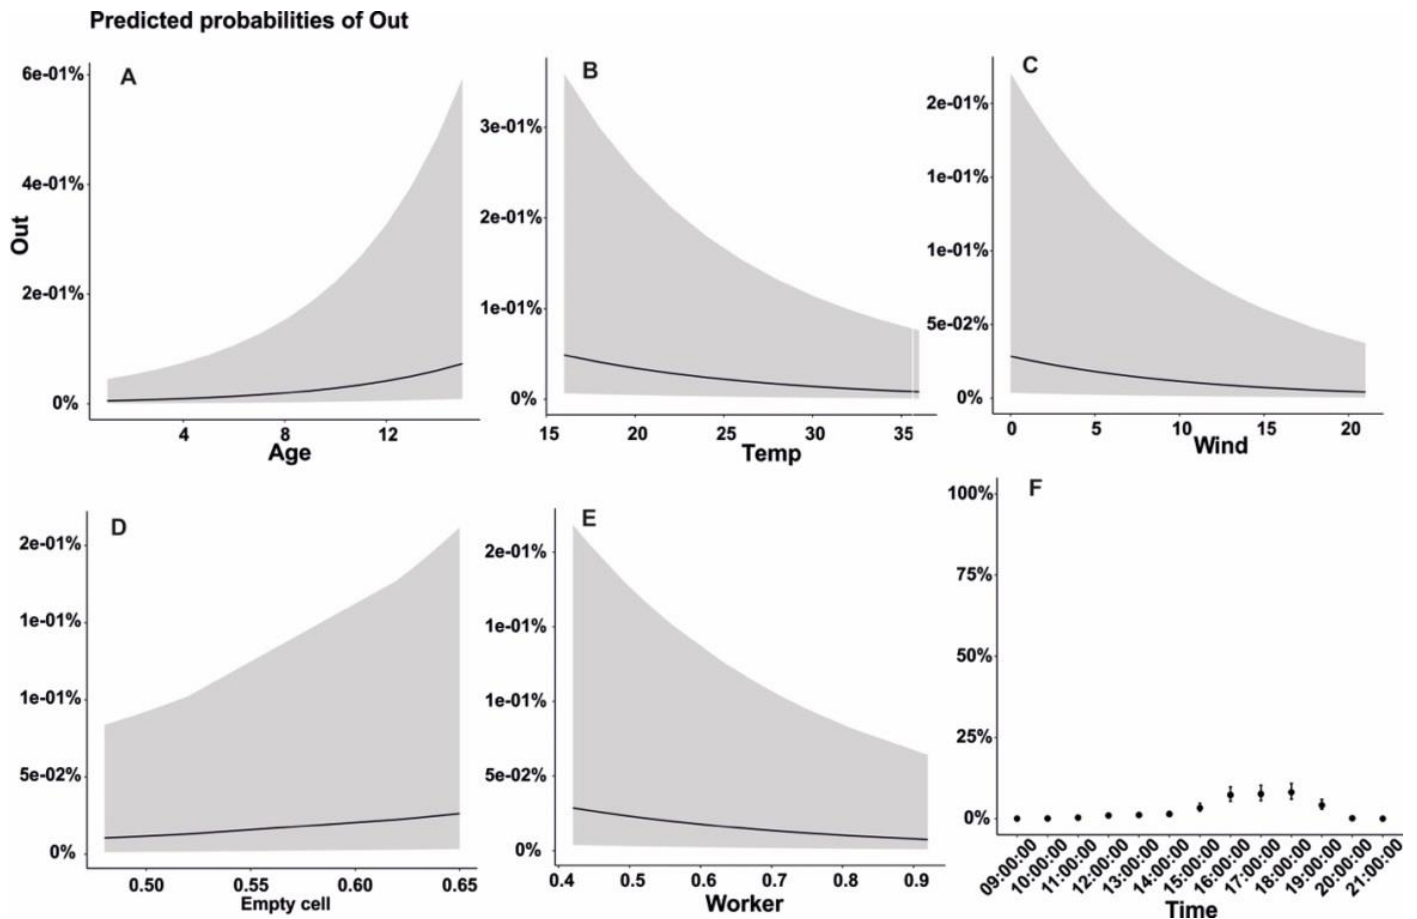 Predicted probabilities of Out
A
6e-01%
4e-01%
2e-01%
0%
Out
4 8 12
Age
B
3e-01%
2e-01%
1e-01%
0%
15 20 25 30 35
Temp
C
2e-01%
1e-01%
1e-01%
5e-02%
0%
0 5 10 15 20
Wind
D
2e-01%
1e-01%
1e-01%
5e-02%
0%
0.50 0.55 0.60 0.65
Empty cell
E
2e-01%
1e-01%
1e-01%
5e-02%
0%
0.4 0.5 0.6 0.7 0.8 0.9
Worker
F
100%
75%
50%
25%
0%
09:00:00 10:00:00 11:00:00 12:00:00 13:00:00 14:00:00 15:00:00 16:00:00 17:00:00 18:00:00 19:00:00 20:00:00 21:00:00
Time